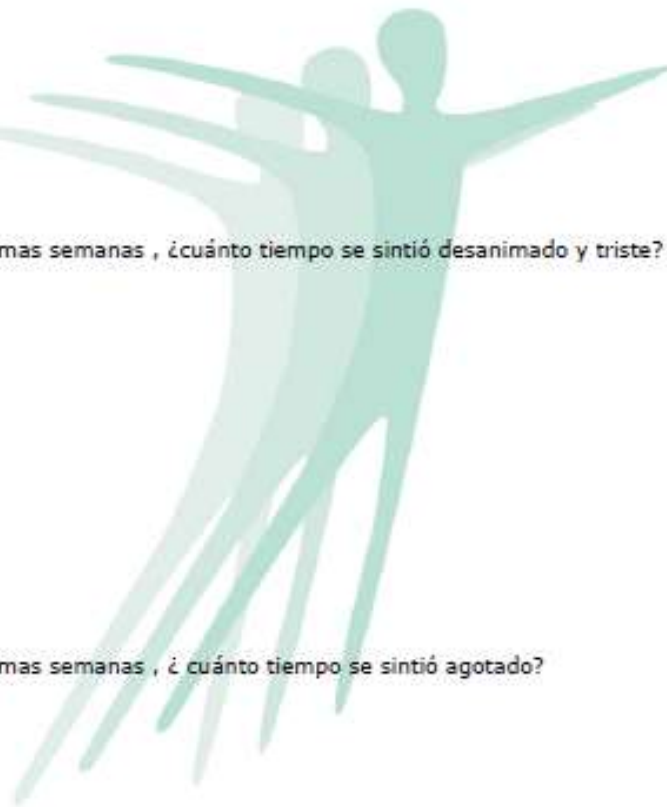 mas semanas , ¿cuánto tiempo se sintió desanimado y triste?
mas semanas , ¿ cuánto tiempo se sintió agotado?